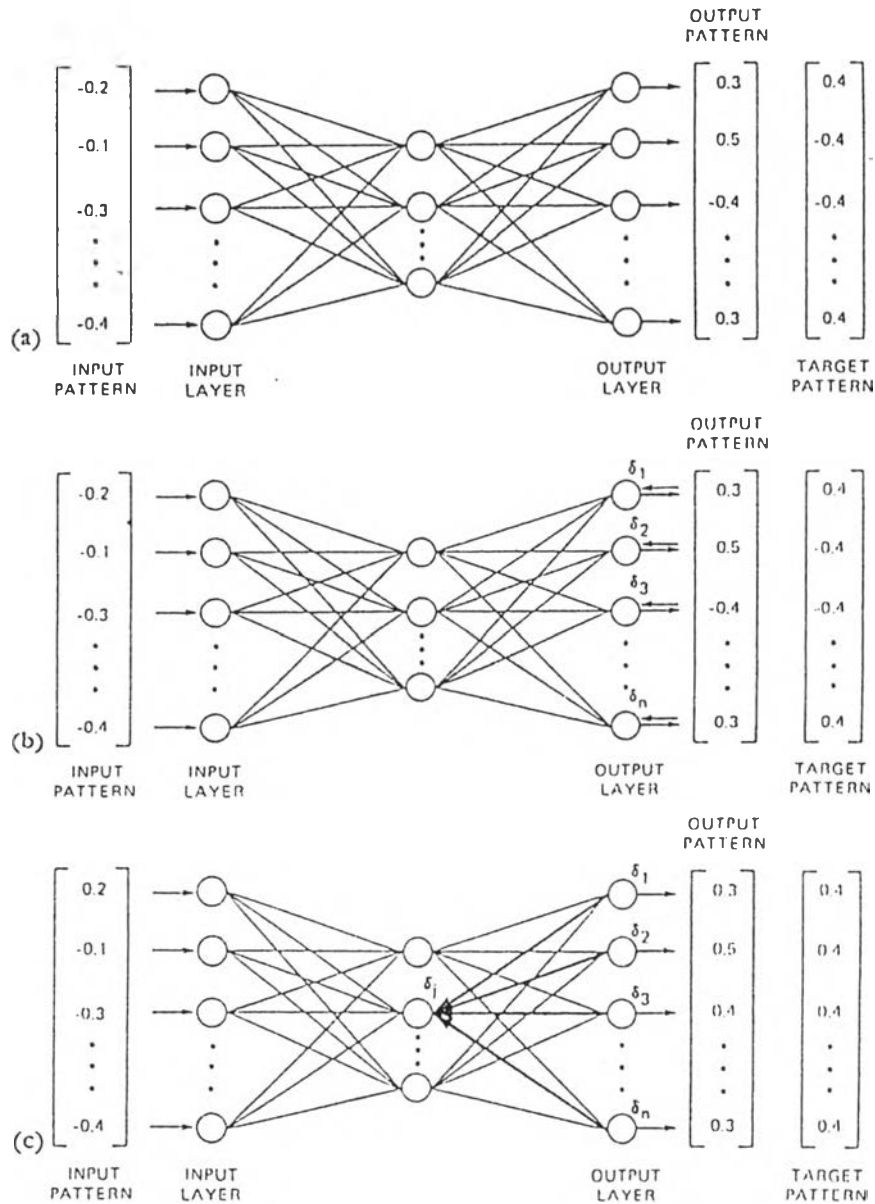 OUTPUT
PATTERN
-0.2 0.3 0.4
-0.1 0.5 -0.4
-0.3 -0.4 -0.4
-0.4 0.3 0.4
(a)
INPUT PATTERN INPUT LAYER OUTPUT LAYER TARGET PATTERN
OUTPUT
PATTERN
δ1
-0.2 0.3 0.4
δ2
-0.1 0.5 -0.4
δ3
-0.3 -0.4 -0.4
δn
-0.4 0.3 0.4
(b)
INPUT PATTERN INPUT LAYER OUTPUT LAYER TARGET PATTERN
OUTPUT
PATTERN
δ1
0.2 0.3 0.4
δ2
-0.1 0.5 0.4
δj δ3
-0.3 0.4 0.4
δn
-0.4 0.3 0.4
(c)
INPUT PATTERN INPUT LAYER OUTPUT LAYER TARGET PATTERN